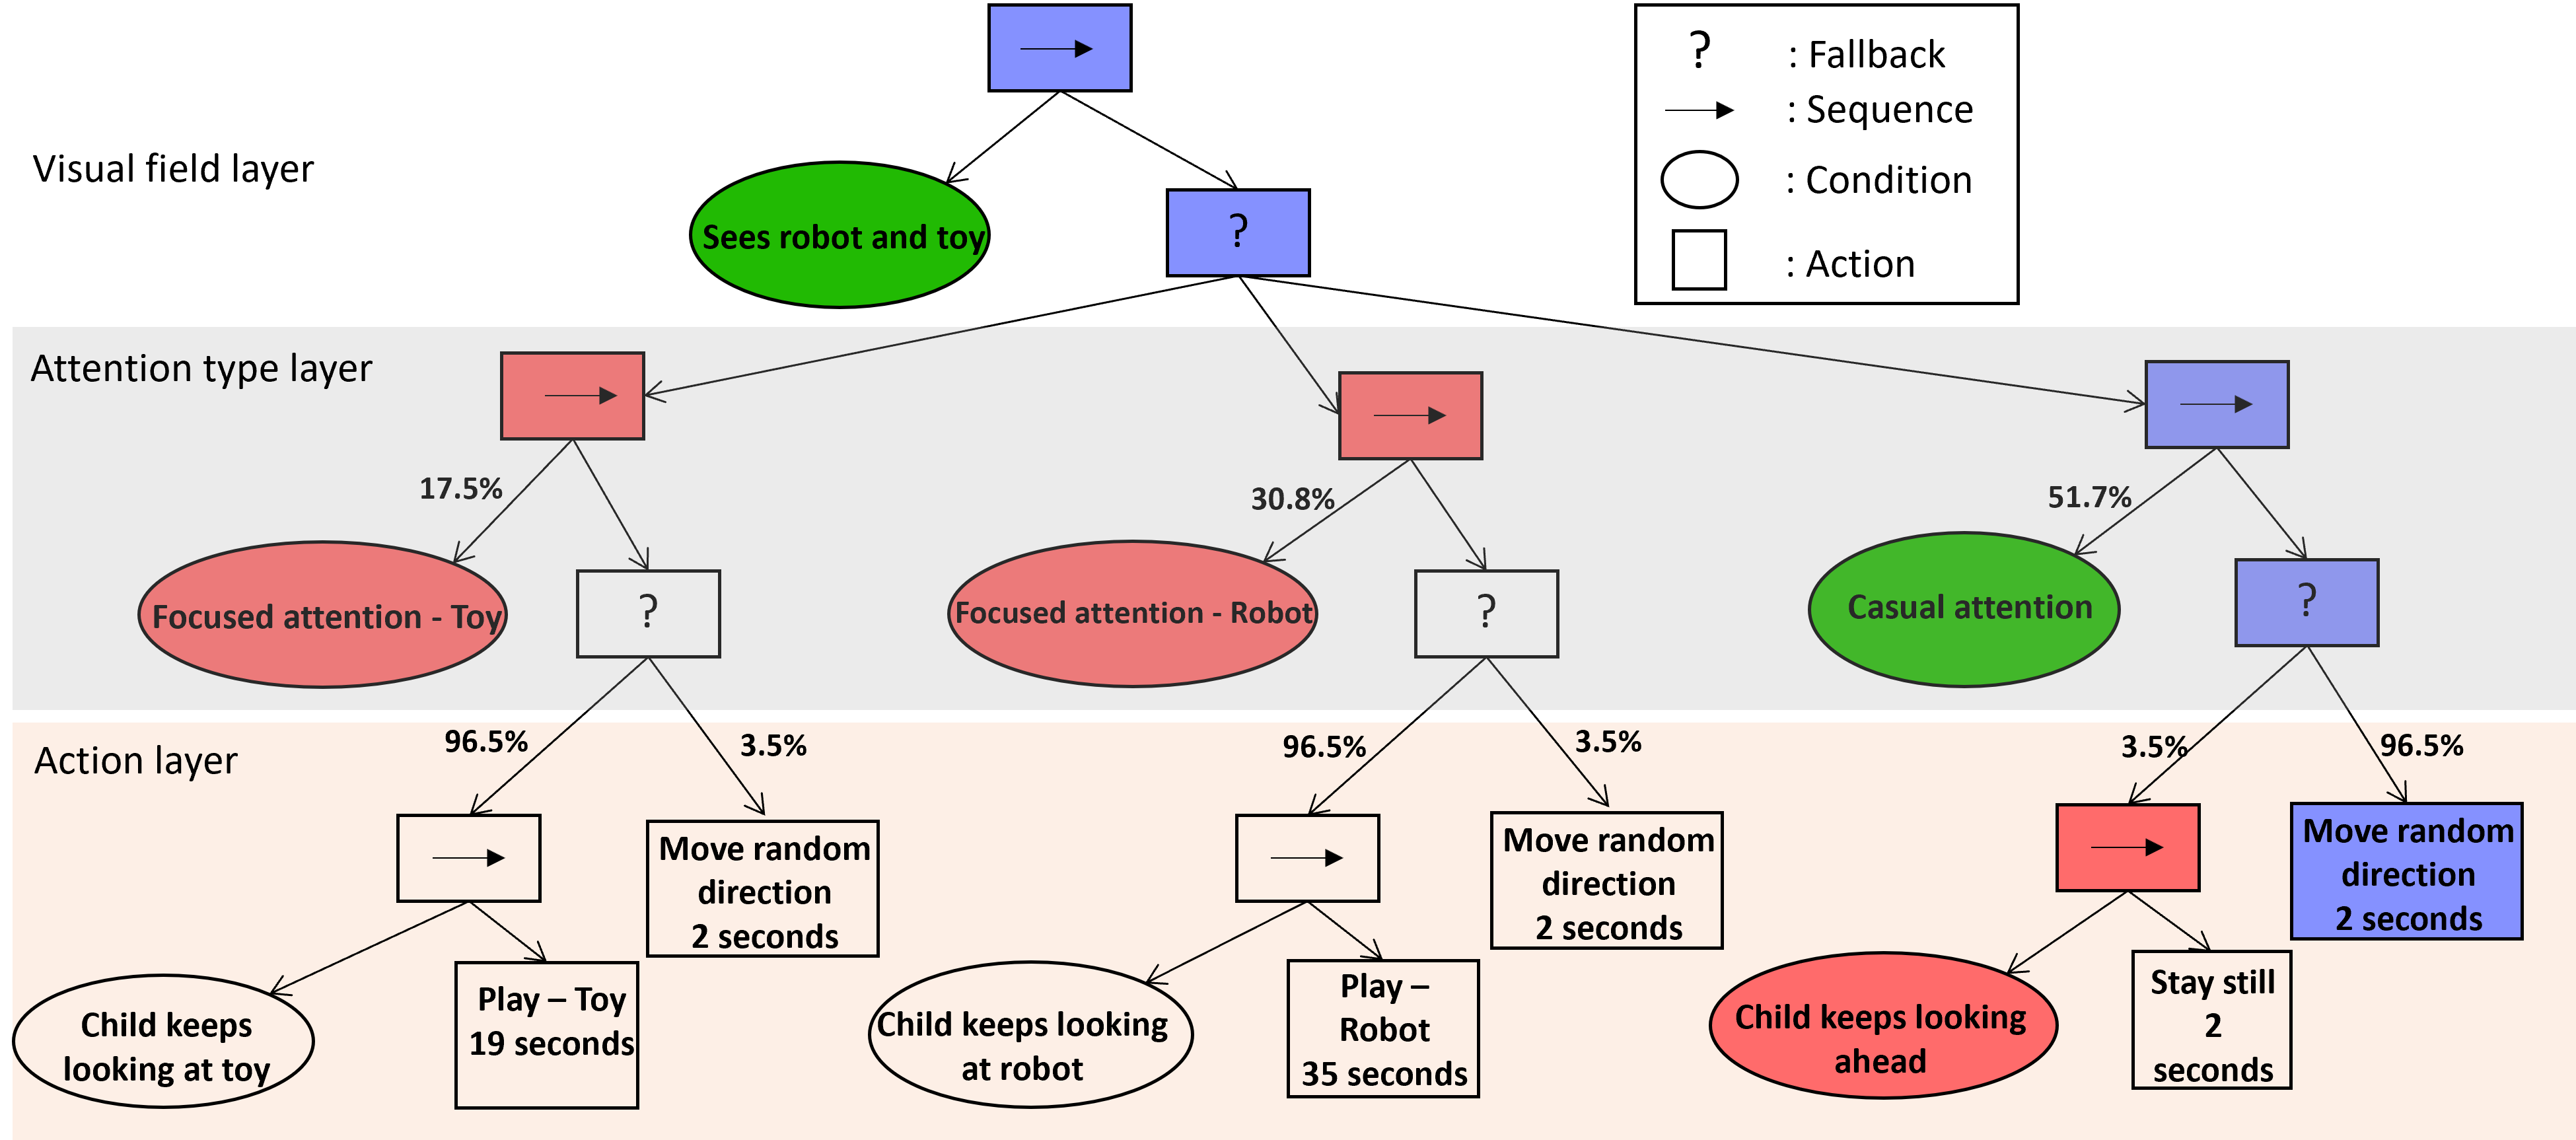 ? : Fallback
: Sequence
: Condition
: Action
Visual field layer
Sees robot and toy
?
Attention type layer
17.5%
30.8%
51.7%
Focused attention - Toy
?
Focused attention - Robot
?
Casual attention
?
Action layer
96.5%
3.5%
96.5%
3.5%
3.5%
96.5%
Move random
direction
2 seconds
Move random
direction
2 seconds
Move random
direction
2 seconds
Child keeps
looking at toy
Play – Toy
19 seconds
Child keeps looking
at robot
Play –
Robot
35 seconds
Child keeps looking
ahead
Stay still
2
seconds